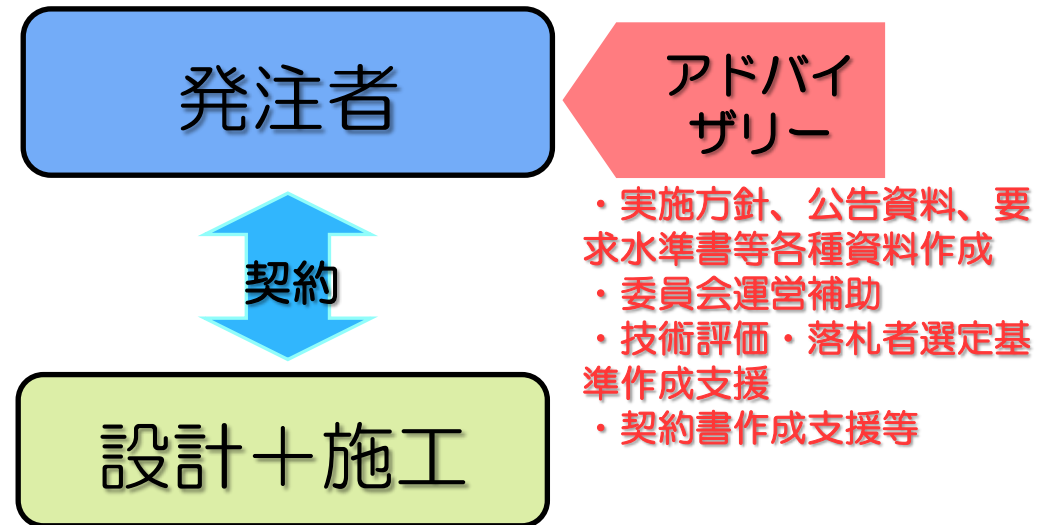 発注者
アドバイ
ザリー
・実施方針、公告資料、要
求水準書等各種資料作成
・委員会運営補助
・技術評価・落札者選定基
準作成支援
・契約書作成支援等
契約
設計＋施工